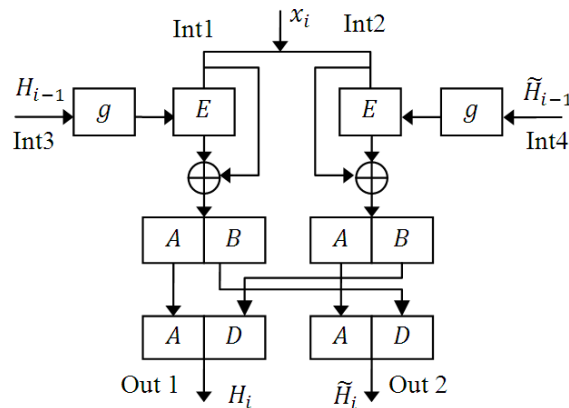 Int1 x_i Int2
H_{i-1} g E E g H̃_{i-1}
Int3 Int4
A B A B
A D A D
Out 1 H_i H̃_i Out 2